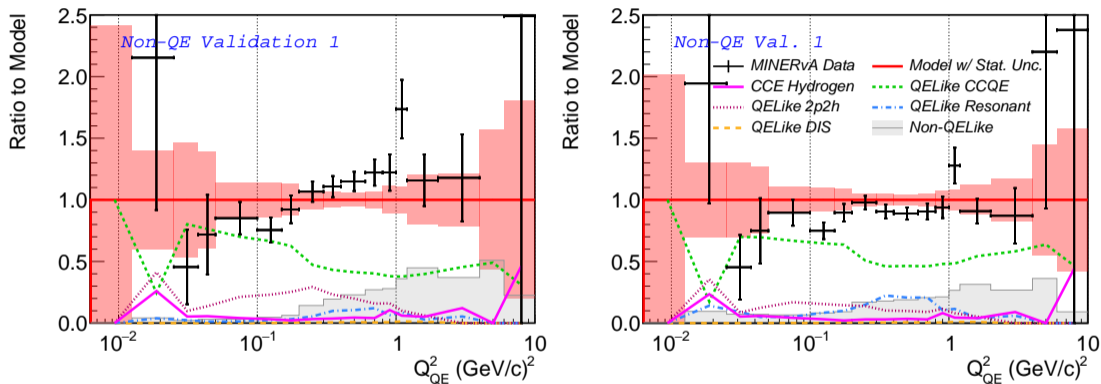 Ratio to Model
2.5
2.0
1.5
1.0
0.5
0.0
Non-QE Validation 1
10⁻² 10⁻¹ 1 10
Q²QE (GeV/c)²
Ratio to Model
2.5
2.0
1.5
1.0
0.5
0.0
Non-QE Val. 1
MINERvA Data Model w/ Stat. Unc.
CCE Hydrogen QELike CCQE
QELike 2p2h QELike Resonant
QELike DIS Non-QELike
10⁻² 10⁻¹ 1 10
Q²QE (GeV/c)²